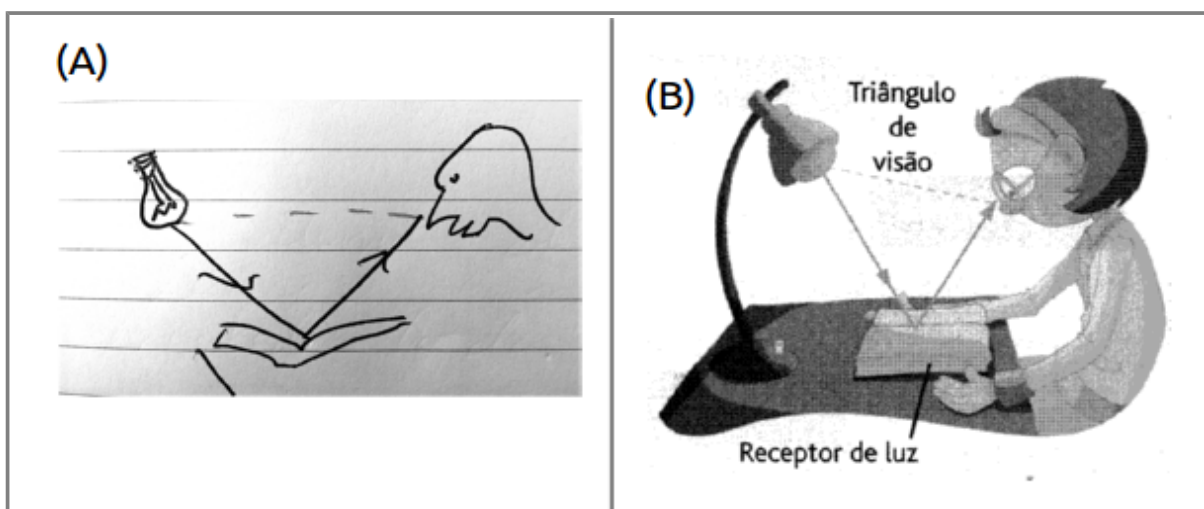 (A)
(B)
Triângulo
de
visão
Receptor de luz